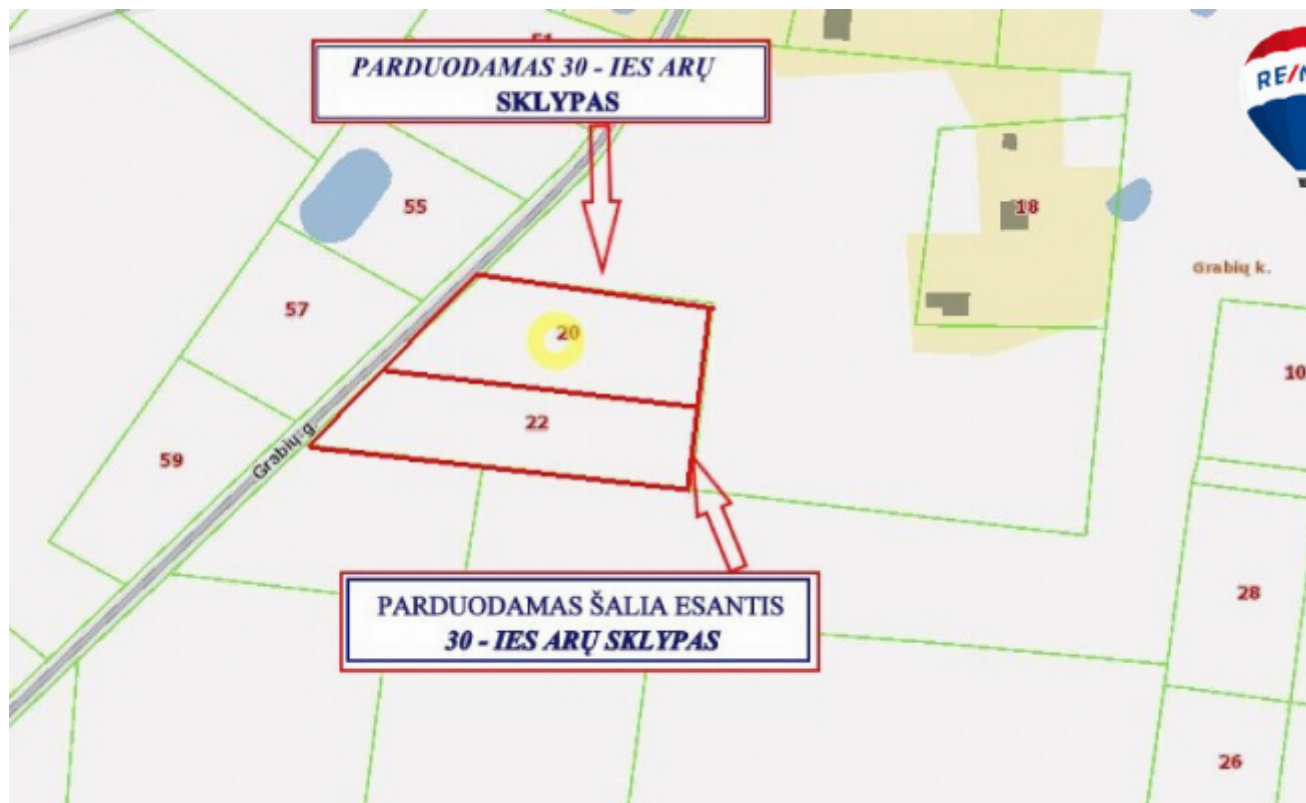 PARDUODAMAS 30 - IES ARŲ
SKLYPAS
55
18
Grabių k.
57
20
10
22
Grabių g
59
PARDUODAMAS ŠALIA ESANTIS
30 - IES ARŲ SKLYPAS
28
26